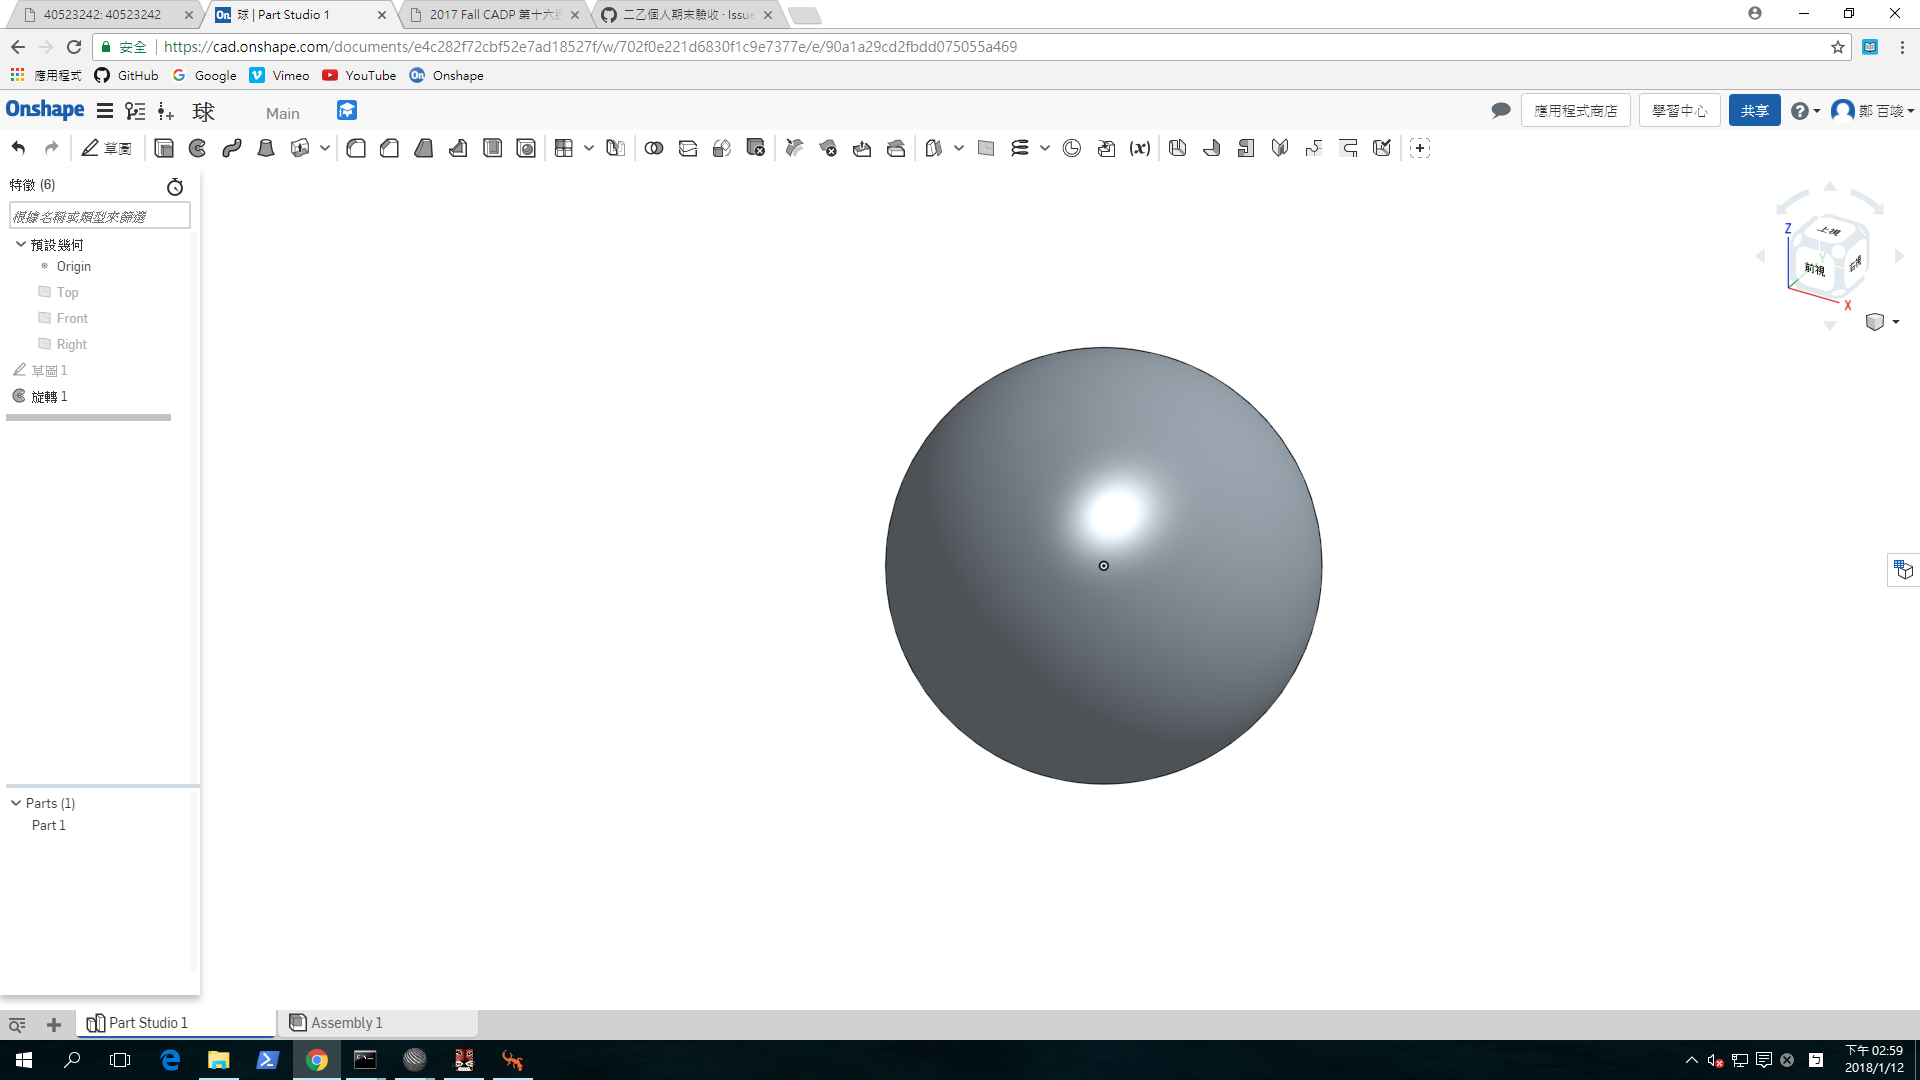 40523242: 40523242
球 | Part Studio 1
2017 Fall CADP 第十六
二乙個人期末驗收 · Issue
安全
https://cad.onshape.com/documents/e4c282f72cbf52e7ad18527f/w/702f0e221d6830f1c9e7377e/e/90a1a29cd2fbdd075055a469
應用程式
GitHub
Google
Vimeo
YouTube
Onshape
Onshape
球
Main
應用程式商店
學習中心
共享
鄭 百峻
草圖
(x)
特徵 (6)
根據名稱或類型來篩選
預設幾何
Origin
Top
Front
Right
草圖 1
旋轉 1
Z
上視
Y
前視
右視
X
Parts (1)
Part 1
Part Studio 1
Assembly 1
下午 02:59
2018/1/12